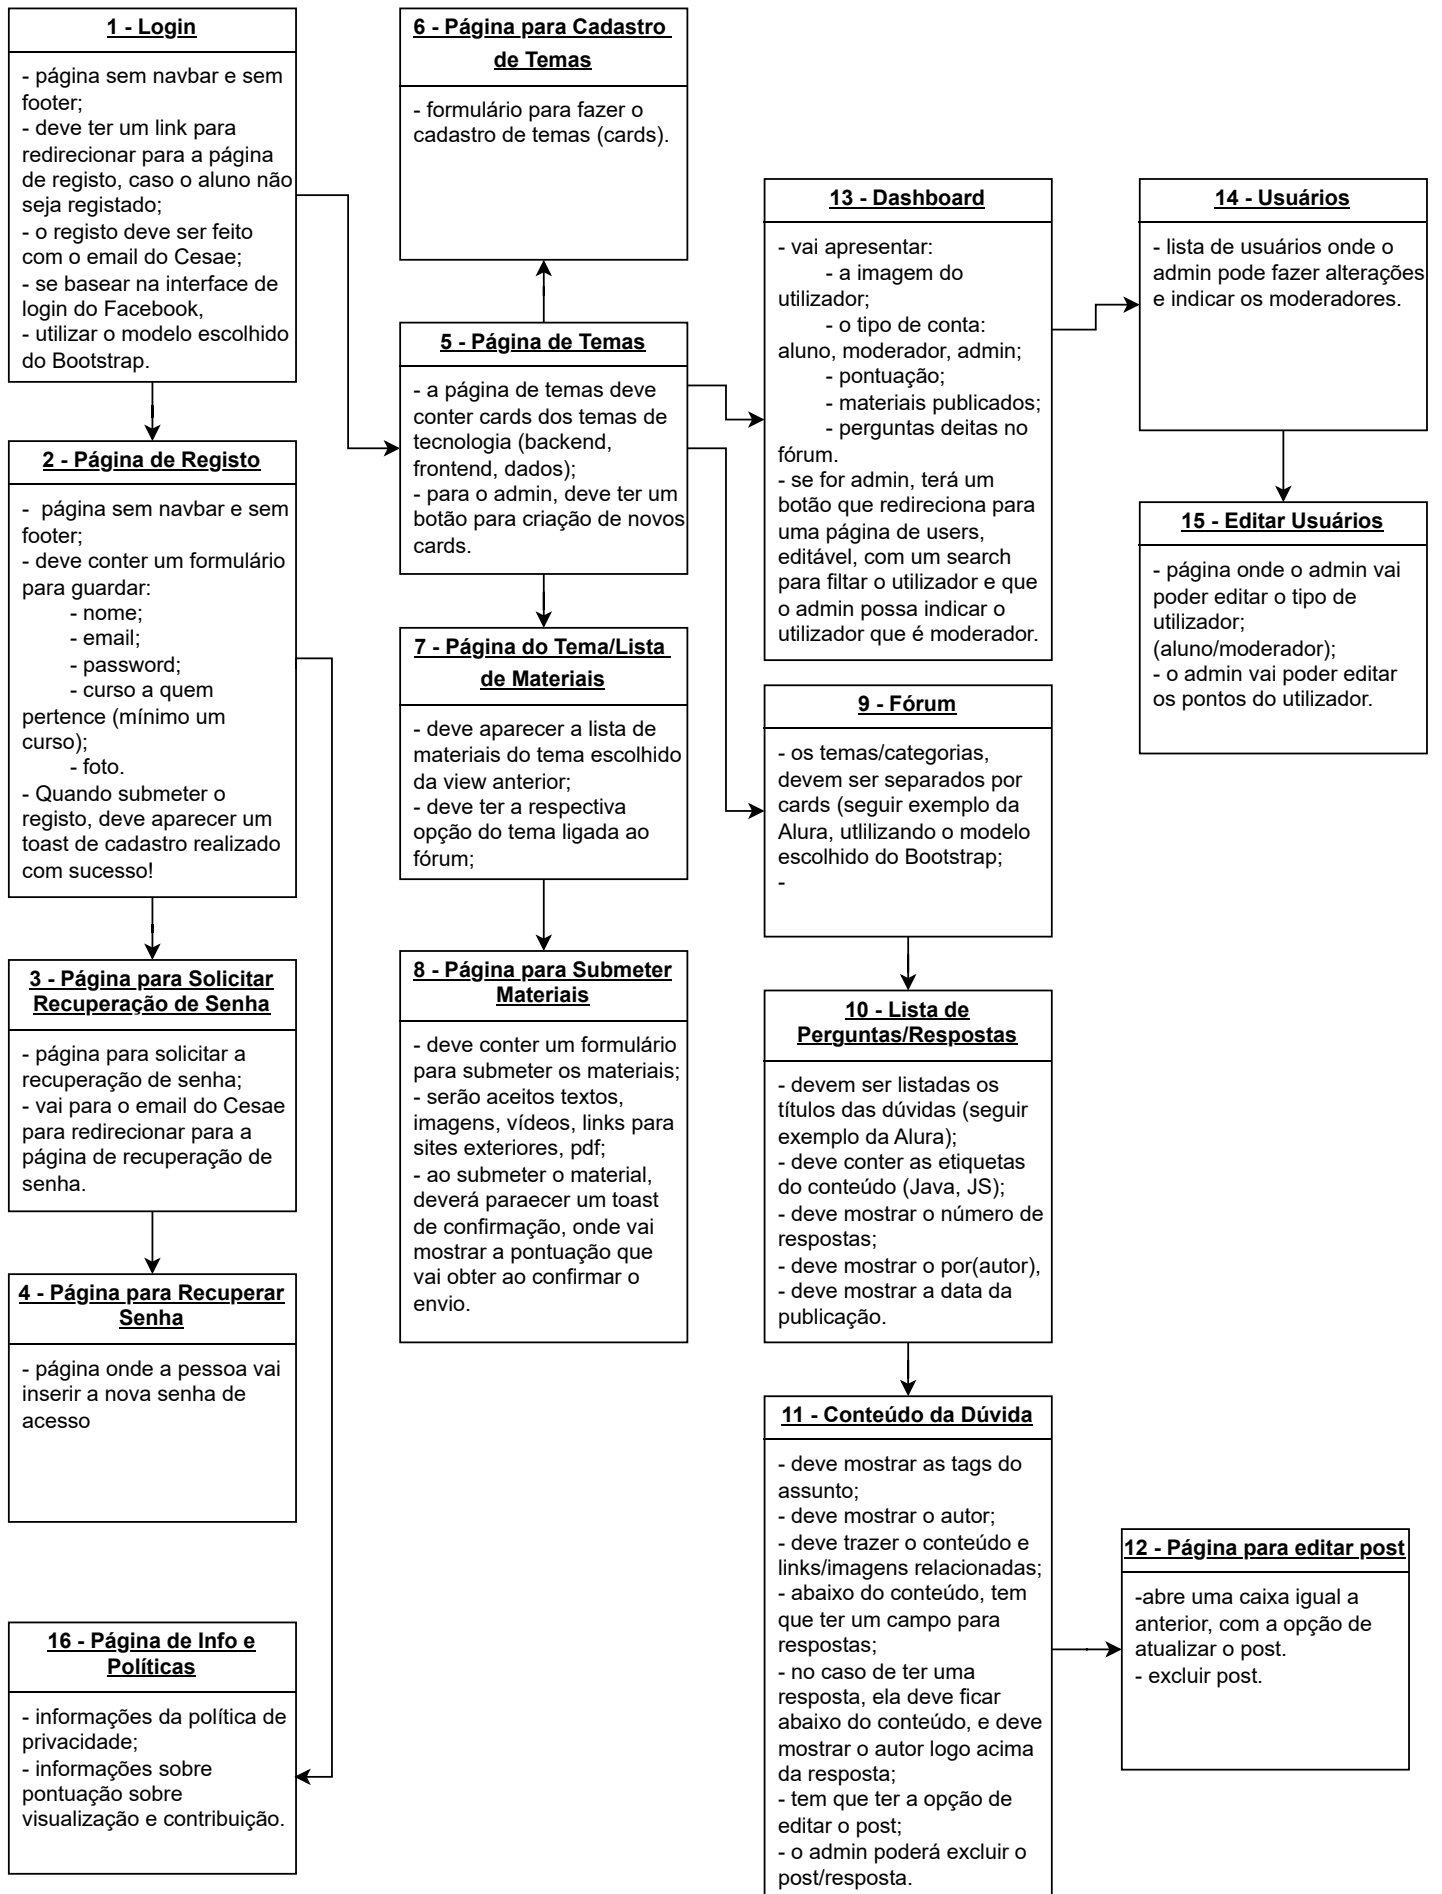 1 - Login
- página sem navbar e sem
footer;
- deve ter um link para
redirecionar para a página
de registo, caso o aluno não
seja registado;
- o registo deve ser feito
com o email do Cesae;
- se basear na interface de
login do Facebook,
- utilizar o modelo escolhido
do Bootstrap.
2 - Página de Registo
- página sem navbar e sem
footer;
- deve conter um formulário
para guardar:
- nome;
- email;
- password;
- curso a quem
pertence (mínimo um
curso);
- foto.
- Quando submeter o
registo, deve aparecer um
toast de cadastro realizado
com sucesso!
3 - Página para Solicitar
Recuperação de Senha
- página para solicitar a
recuperação de senha;
- vai para o email do Cesae
para redirecionar para a
página de recuperação de
senha.
4 - Página para Recuperar
Senha
- página onde a pessoa vai
inserir a nova senha de
acesso
16 - Página de Info e
Políticas
- informações da política de
privacidade;
- informações sobre
pontuação sobre
visualização e contribuição.
6 - Página para Cadastro
de Temas
- formulário para fazer o
cadastro de temas (cards).
5 - Página de Temas
- a página de temas deve
conter cards dos temas de
tecnologia (backend,
frontend, dados);
- para o admin, deve ter um
botão para criação de novos
cards.
7 - Página do Tema/Lista
de Materiais
- deve aparecer a lista de
materiais do tema escolhido
da view anterior;
- deve ter a respectiva
opção do tema ligada ao
fórum;
8 - Página para Submeter
Materiais
- deve conter um formulário
para submeter os materiais;
- serão aceitos textos,
imagens, vídeos, links para
sites exteriores, pdf;
- ao submeter o material,
deverá paraecer um toast
de confirmação, onde vai
mostrar a pontuação que
vai obter ao confirmar o
envio.
13 - Dashboard
- vai apresentar:
- a imagem do
utilizador;
- o tipo de conta:
aluno, moderador, admin;
- pontuação;
- materiais publicados;
- perguntas deitas no
fórum.
- se for admin, terá um
botão que redireciona para
uma página de users,
editável, com um search
para filtar o utilizador e que
o admin possa indicar o
utilizador que é moderador.
9 - Fórum
- os temas/categorias,
devem ser separados por
cards (seguir exemplo da
Alura, utlilizando o modelo
escolhido do Bootstrap;
-
10 - Lista de
Perguntas/Respostas
- devem ser listadas os
títulos das dúvidas (seguir
exemplo da Alura);
- deve conter as etiquetas
do conteúdo (Java, JS);
- deve mostrar o número de
respostas;
- deve mostrar o por(autor),
- deve mostrar a data da
publicação.
11 - Conteúdo da Dúvida
- deve mostrar as tags do
assunto;
- deve mostrar o autor;
- deve trazer o conteúdo e
links/imagens relacionadas;
- abaixo do conteúdo, tem
que ter um campo para
respostas;
- no caso de ter uma
resposta, ela deve ficar
abaixo do conteúdo, e deve
mostrar o autor logo acima
da resposta;
- tem que ter a opção de
editar o post;
- o admin poderá excluir o
post/resposta.
14 - Usuários
- lista de usuários onde o
admin pode fazer alterações
e indicar os moderadores.
15 - Editar Usuários
- página onde o admin vai
poder editar o tipo de
utilizador;
(aluno/moderador);
- o admin vai poder editar
os pontos do utilizador.
12 - Página para editar post
-abre uma caixa igual a
anterior, com a opção de
atualizar o post.
- excluir post.